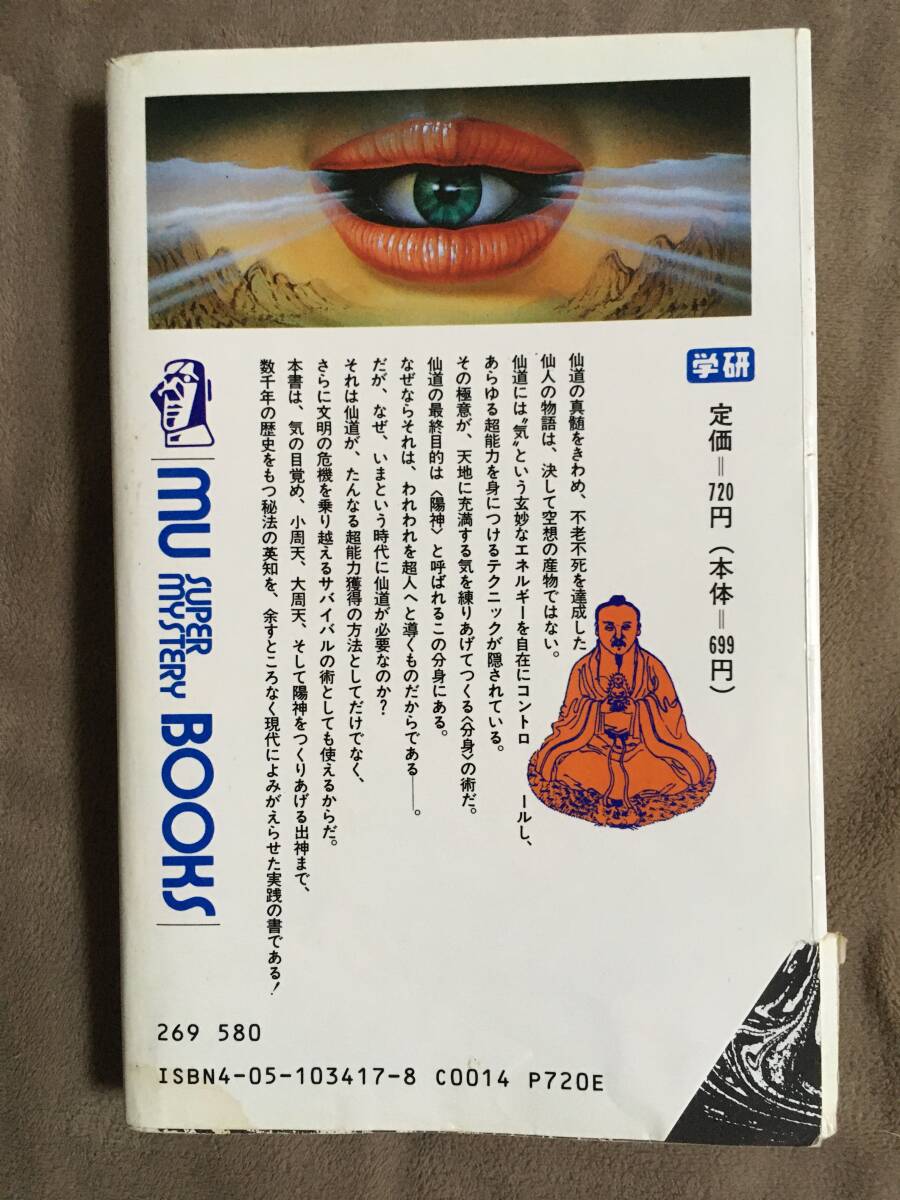 学研
定価=720円(本体=699円)
仙道の真髄をきわめ、不老不死を達成した
仙人の物語は、決して空想の産物ではない。
仙道には〝気〟という玄妙なエネルギーを自在にコントロールし、
あらゆる超能力を身につけるテクニックが隠されている。
その極意が、天地に充満する気を練りあげてつくる〈分身〉の術だ。
仙道の最終目的は〈陽神〉と呼ばれるこの分身にある。
なぜならそれは、われわれを超人へと導くものだからである――。
だが、なぜ、いまという時代に仙道が必要なのか?
それは仙道が、たんなる超能力獲得の方法としてだけでなく、
さらに文明の危機を乗り越えるサバイバルの術としても使えるからだ。
本書は、気の目覚め、小周天、大周天、そして陽神をつくりあげる出神まで、
数千年の歴史をもつ秘法の英知を、余すところなく現代によみがえらせた実践の書である!
MU SUPER MYSTERY BOOKS
269 580
ISBN4-05-103417-8 C0014 P720E